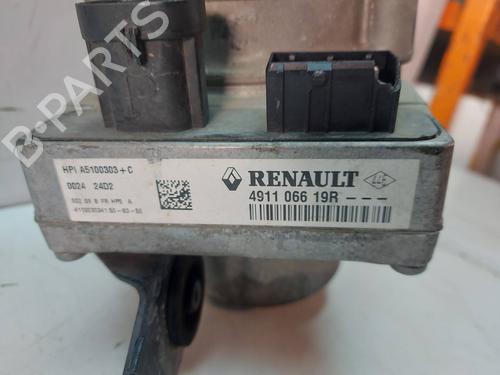 B-PARTS
HPI A5100303+C
0024 24D2
RENAULT
4911 066 19R---